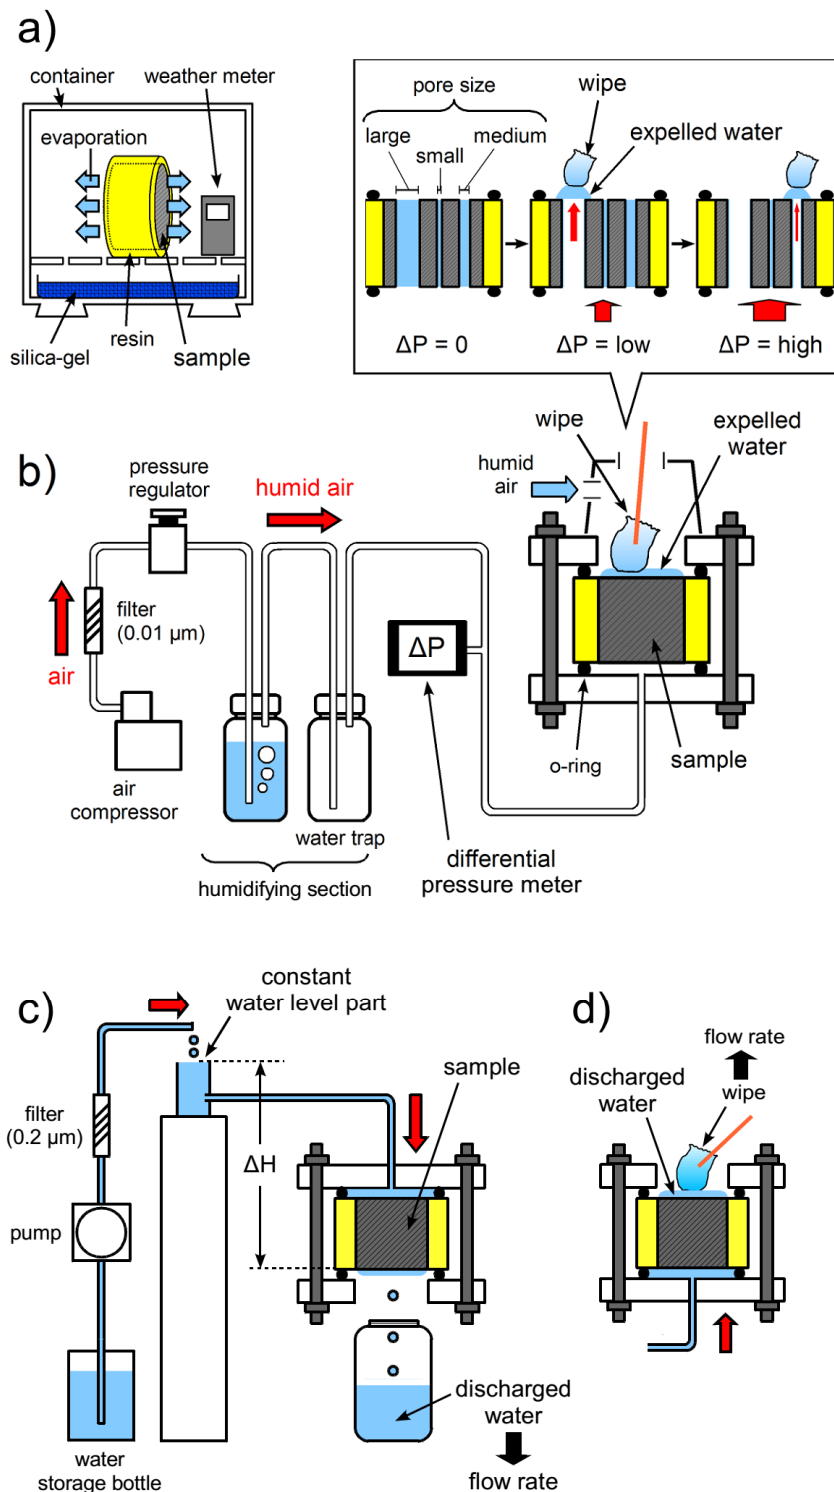 a)
container
weather meter
evaporation
silica-gel
resin
sample
pore size
large
small
medium
wipe
expelled water
ΔP = 0
ΔP = low
ΔP = high
b)
pressure
regulator
humid air
filter
(0.01 µm)
air
air
compressor
water trap
humidifying section
ΔP
differential
pressure meter
wipe
expelled
water
humid
air
o-ring
sample
c)
constant
water level part
filter
(0.2 µm)
pump
water
storage bottle
ΔH
sample
discharged
water
flow rate
d)
flow rate
discharged
water
wipe